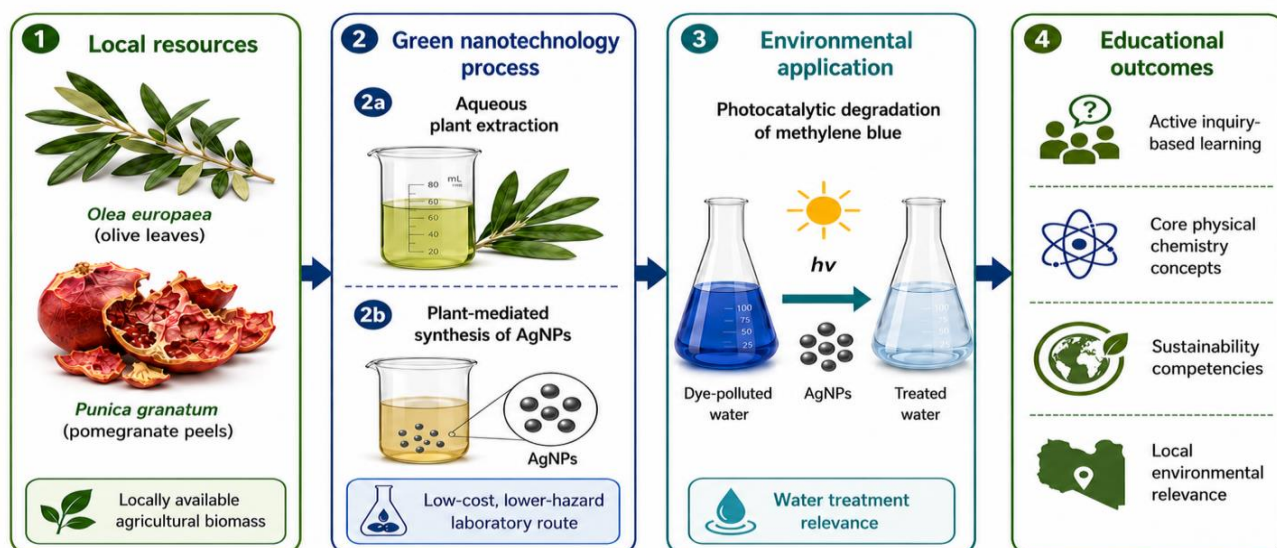 1 Local resources
Olea europaea
(olive leaves)
Punica granatum
(pomegranate peels)
Locally available
agricultural biomass
2 Green nanotechnology
process
2a Aqueous
plant extraction
mL
80
60
40
20
2b Plant-mediated
synthesis of AgNPs
AgNPs
Low-cost, lower-hazard
laboratory route
3 Environmental
application
Photocatalytic degradation
of methylene blue
hv
100
75
50
25
100
75
50
25
Dye-polluted
water
AgNPs
Treated
water
Water treatment
relevance
4 Educational
outcomes
?
Active inquiry-
based learning
Core physical
chemistry
concepts
Sustainability
competencies
Local
environmental
relevance